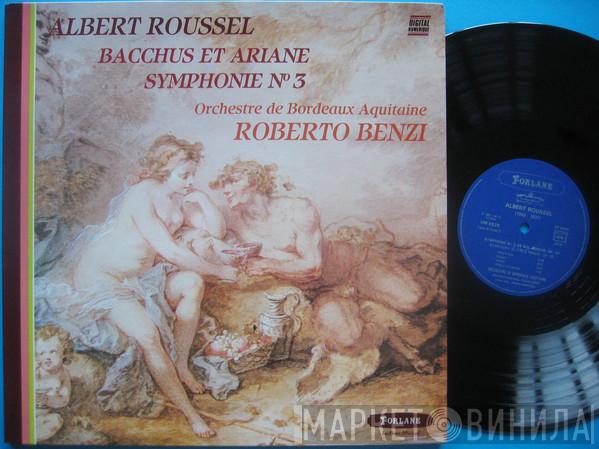 ALBERT ROUSSEL
DIGITAL
NUMERIQUE
BACCHUS ET ARIANE
SYMPHONIE Nº 3
Orchestre de Bordeaux Aquitaine
ROBERTO BENZI
FORLANE
ALBERT ROUSSEL
FORLANE
МАРКЕТ ВИНИЛА